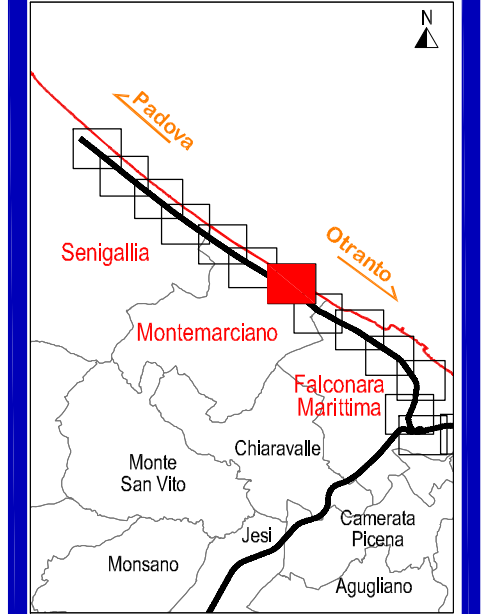 N
Padova
Otranto
Senigallia
Montemarciano
Falconara
Marittima
Chiaravalle
Monte
San Vito
Camerata
Picena
Jesi
Monsano
Agugliano